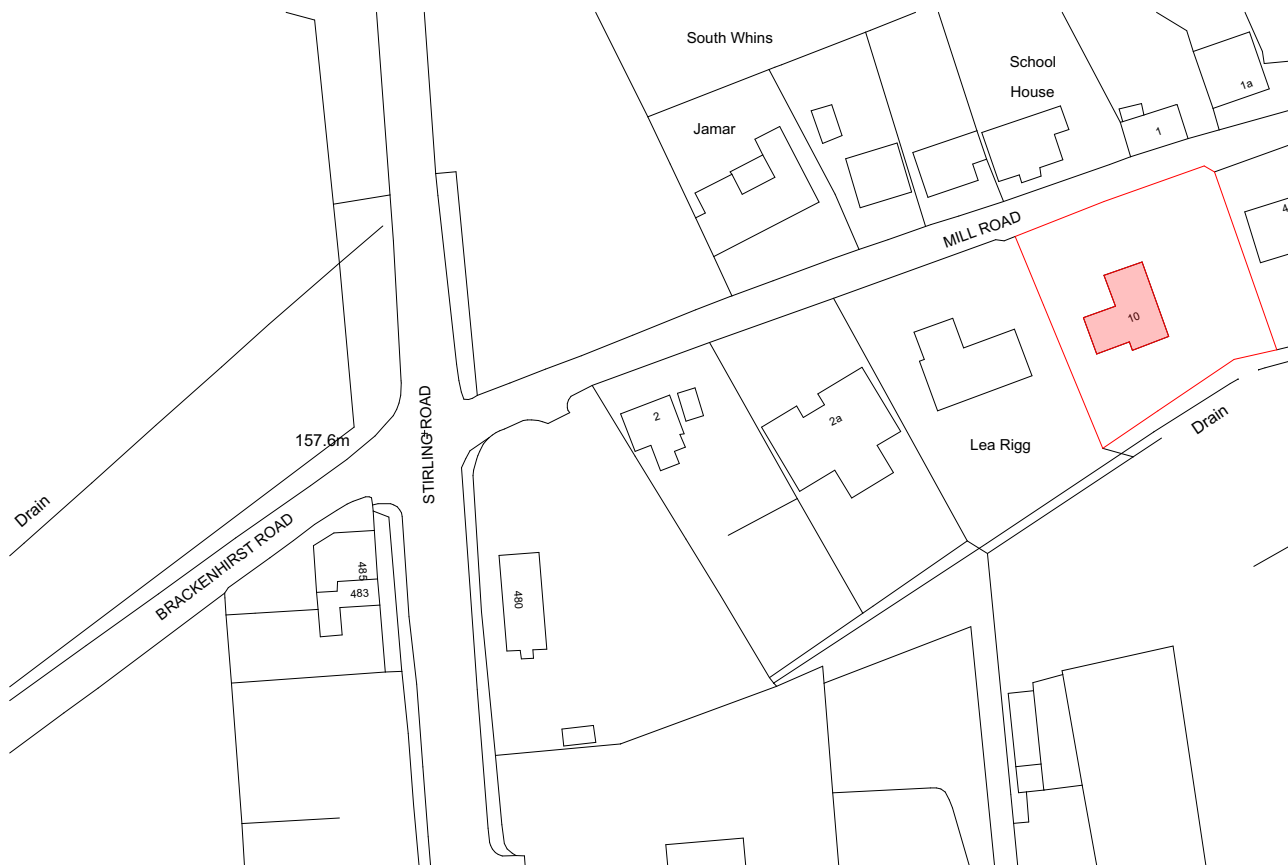 South Whins
School
House
1a
Jamar
1
4
MILL ROAD
10
2
2a
STIRLING ROAD
157.6m
Lea Rigg
Drain
Drain
BRACKENHIRST ROAD
485
483
480